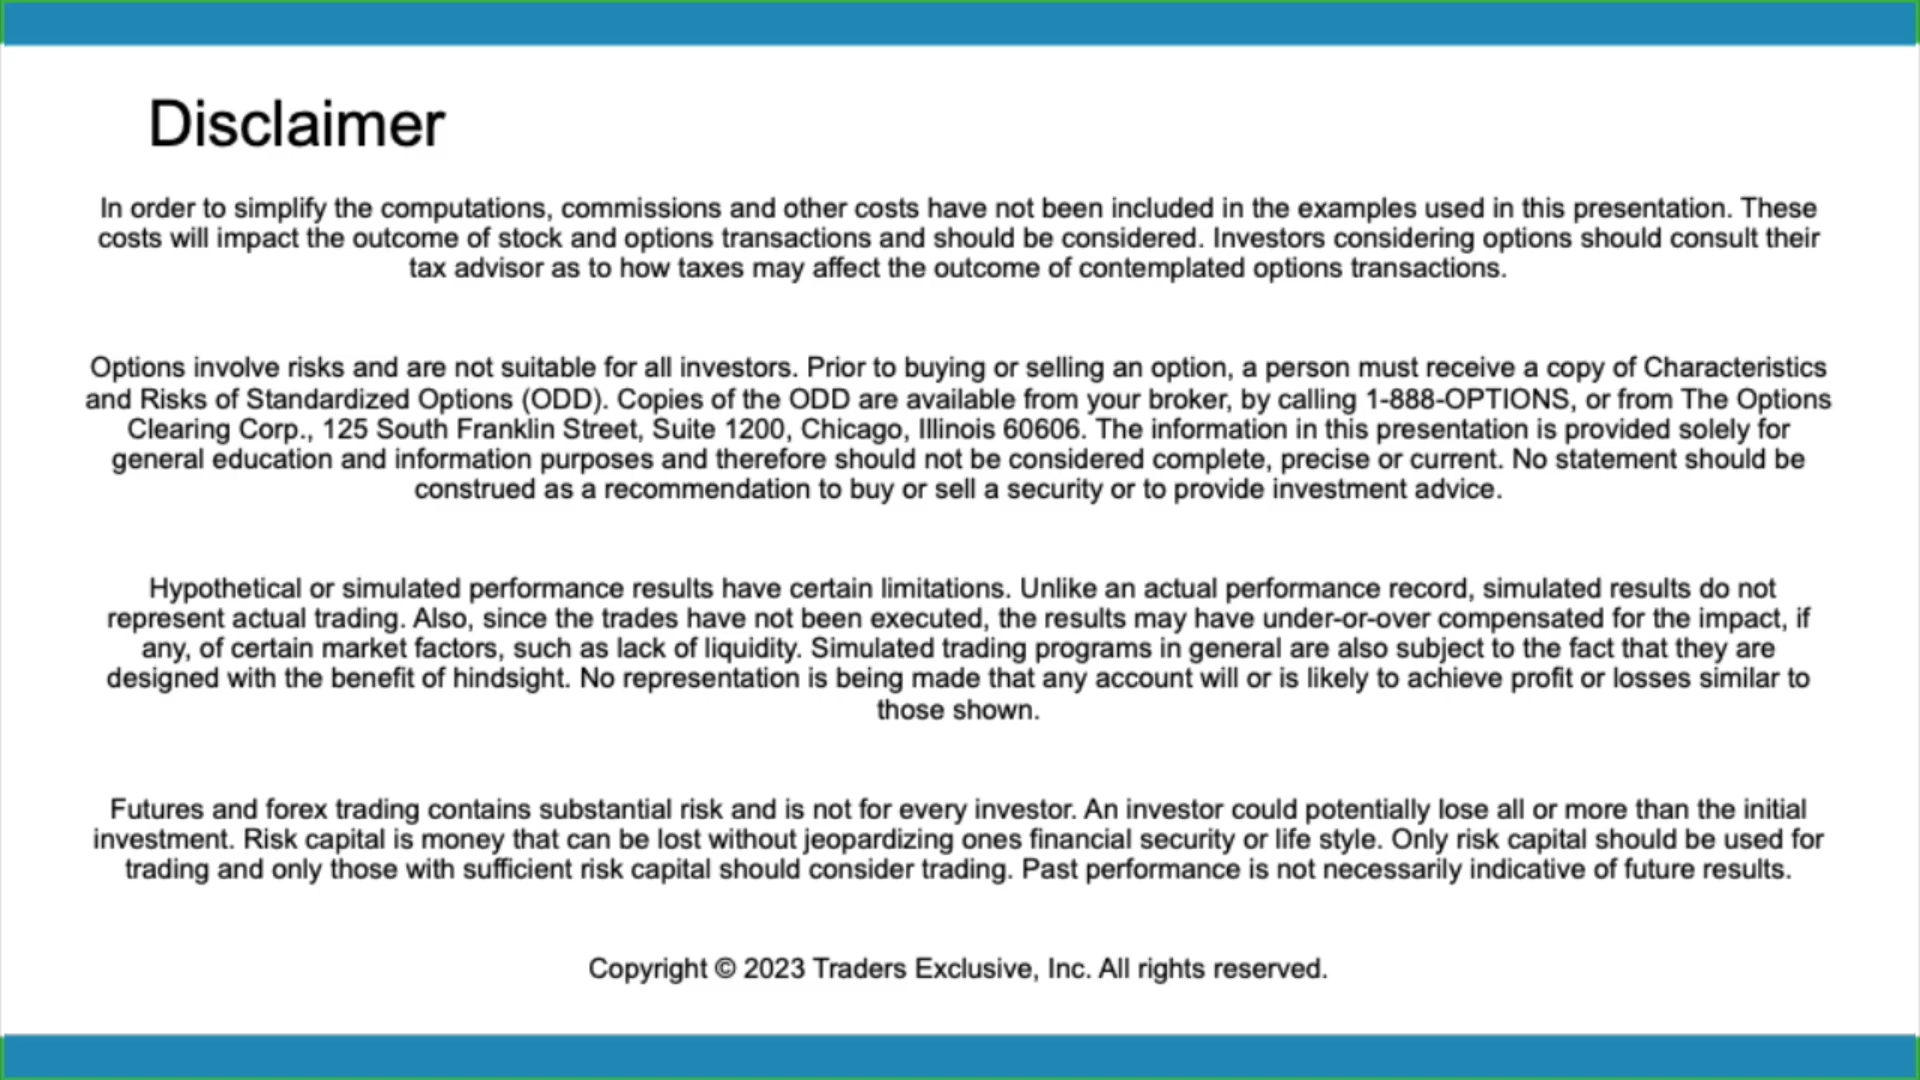 Disclaimer
In order to simplify the computations, commissions and other costs have not been included in the examples used in this presentation. These
costs will impact the outcome of stock and options transactions and should be considered. Investors considering options should consult their
tax advisor as to how taxes may affect the outcome of contemplated options transactions.
Options involve risks and are not suitable for all investors. Prior to buying or selling an option, a person must receive a copy of Characteristics
and Risks of Standardized Options (ODD). Copies of the ODD are available from your broker, by calling 1-888-OPTIONS, or from The Options
Clearing Corp., 125 South Franklin Street, Suite 1200, Chicago, Illinois 60606. The information in this presentation is provided solely for
general education and information purposes and therefore should not be considered complete, precise or current. No statement should be
construed as a recommendation to buy or sell a security or to provide investment advice.
Hypothetical or simulated performance results have certain limitations. Unlike an actual performance record, simulated results do not
represent actual trading. Also, since the trades have not been executed, the results may have under-or-over compensated for the impact, if
any, of certain market factors, such as lack of liquidity. Simulated trading programs in general are also subject to the fact that they are
designed with the benefit of hindsight. No representation is being made that any account will or is likely to achieve profit or losses similar to
those shown.
Futures and forex trading contains substantial risk and is not for every investor. An investor could potentially lose all or more than the initial
investment. Risk capital is money that can be lost without jeopardizing ones financial security or life style. Only risk capital should be used for
trading and only those with sufficient risk capital should consider trading. Past performance is not necessarily indicative of future results.
Copyright © 2023 Traders Exclusive, Inc. All rights reserved.